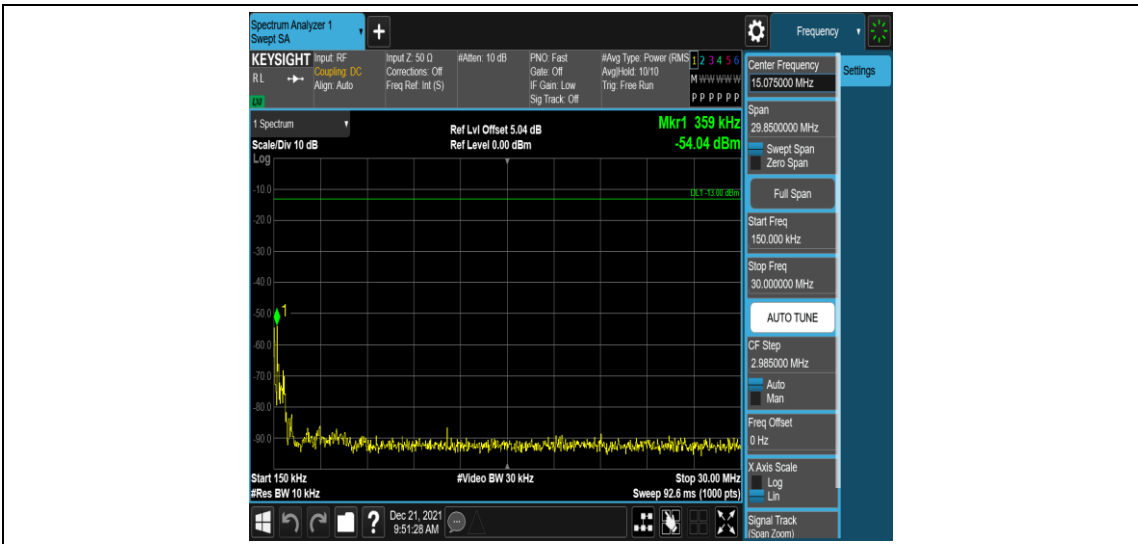 Spectrum Analyzer 1
Swept SA
+
Frequency
KEYSIGHT
RL
LXI
Input: RF
Coupling: DC
Align: Auto
Input Z: 50 Ω
Corrections: Off
Freq Ref: Int (S)
#Atten: 10 dB
PNO: Fast
Gate: Off
IF Gain: Low
Sig Track: Off
#Avg Type: Power (RMS
Avg|Hold: 10/10
Trig: Free Run
1 2 3 4 5 6
M W W W W W
P P P P P P
Center Frequency
15.075000 MHz
Settings
1 Spectrum
Scale/Div 10 dB
Log
Ref Lvl Offset 5.04 dB
Ref Level 0.00 dBm
Mkr1 359 kHz
-54.04 dBm
Span
29.8500000 MHz
Swept Span
Zero Span
Full Span
DL1 -13.00 dBm
-10.0
-20.0
-30.0
-40.0
-50.0
-60.0
-70.0
-80.0
-90.0
1
Start Freq
150.000 kHz
Stop Freq
30.000000 MHz
AUTO TUNE
CF Step
2.985000 MHz
Auto
Man
Freq Offset
0 Hz
X Axis Scale
Log
Lin
Signal Track
(Span Zoom)
Start 150 kHz
#Res BW 10 kHz
#Video BW 30 kHz
Stop 30.00 MHz
Sweep 92.6 ms (1000 pts)
?
Dec 21, 2021
9:51:28 AM